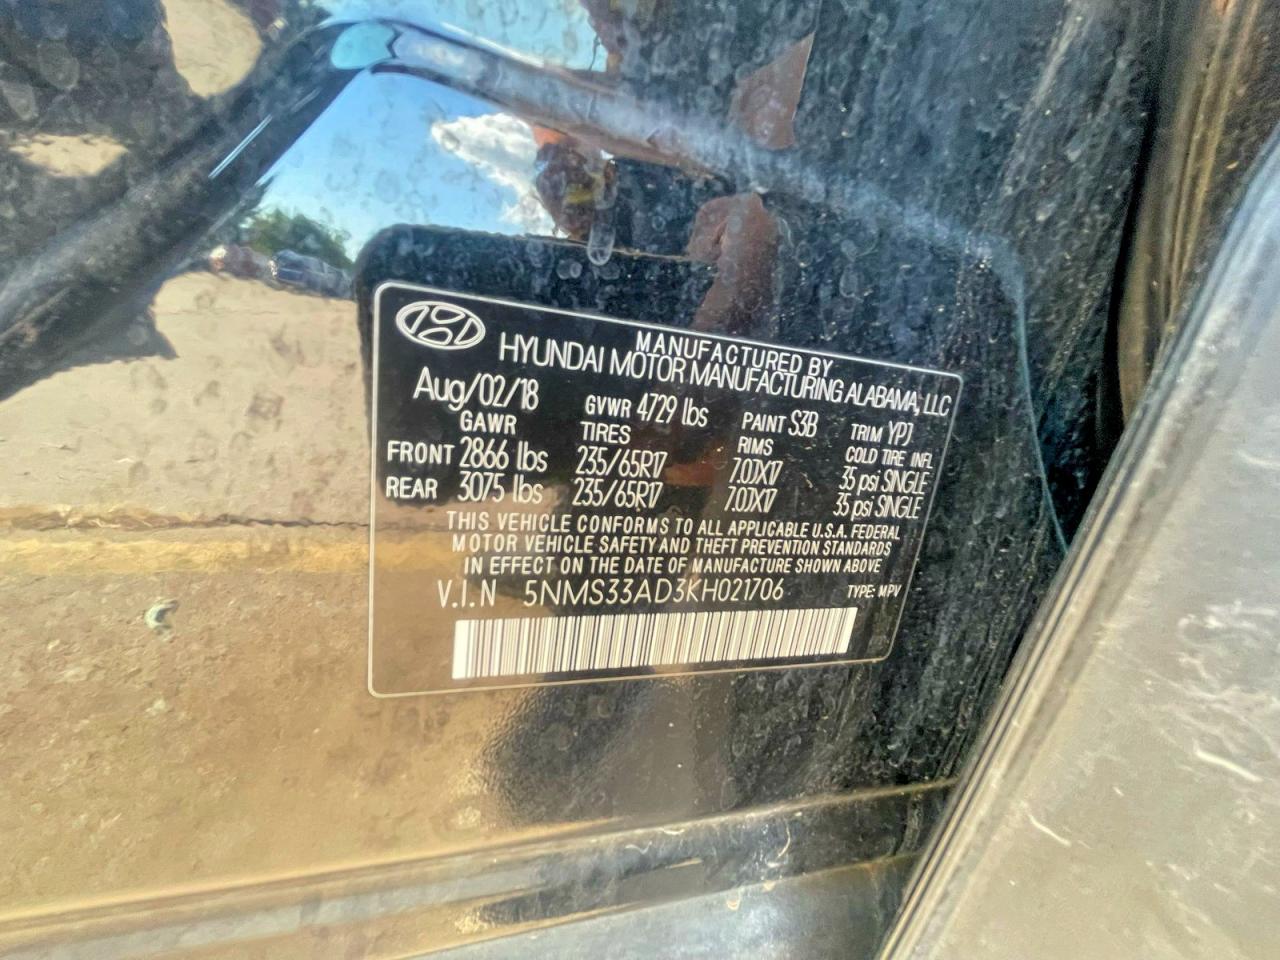 MANUFACTURED BY
HYUNDAI MOTOR MANUFACTURING ALABAMA, LLC
Aug/02/18 GVWR 4729 lbs PAINT S3B TRIM YPJ
GAWR TIRES RIMS COLD TIRE INFL
FRONT 2866 lbs 235/65R17 7.0JX17 35 psi SINGLE
REAR 3075 lbs 235/65R17 7.0JX17 35 psi SINGLE
THIS VEHICLE CONFORMS TO ALL APPLICABLE U.S.A. FEDERAL
MOTOR VEHICLE SAFETY AND THEFT PREVENTION STANDARDS
IN EFFECT ON THE DATE OF MANUFACTURE SHOWN ABOVE
V.I.N 5NMS33AD3KH021706 TYPE: MPV